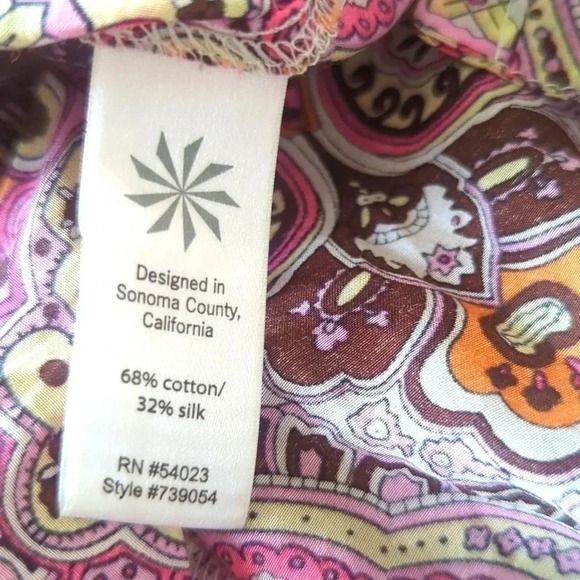 Designed in
Sonoma County,
California
68% cotton/
32% silk
RN #54023
Style #739054